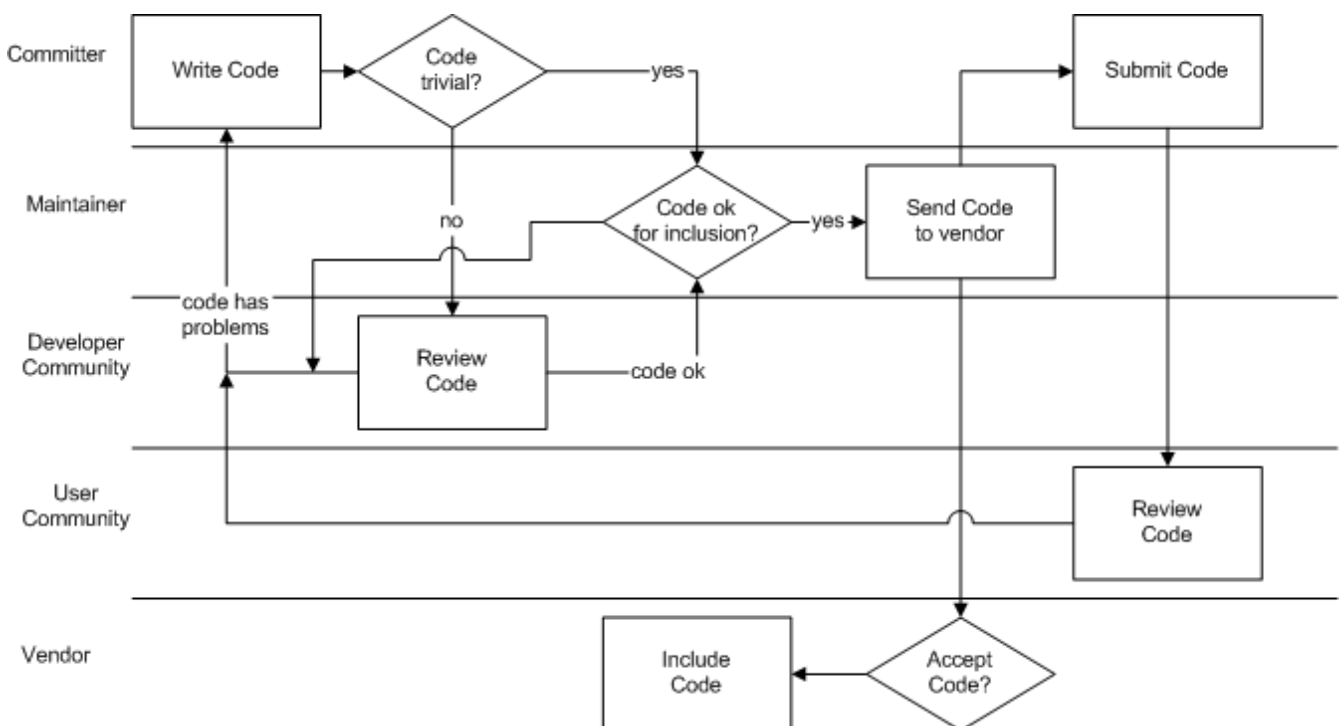 Committer
Write Code
Code
trivial?
yes
Submit Code
Maintainer
no
Code ok
for inclusion?
yes
Send Code
to vendor
code has
problems
Developer
Community
Review
Code
code ok
User
Community
Review
Code
Vendor
Include
Code
Accept
Code?